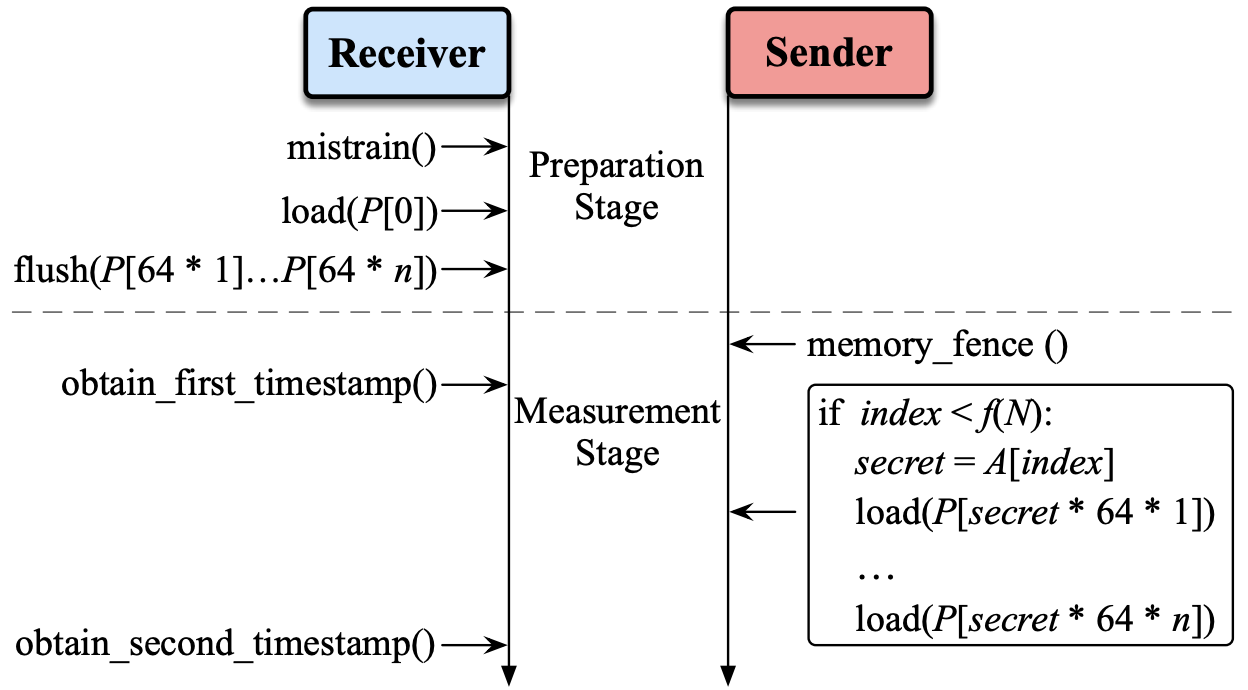 Receiver
Sender
mistrain()
load(P[0])
flush(P[64 * 1]…P[64 * n])
Preparation
Stage
memory_fence ()
obtain_first_timestamp()
Measurement
Stage
if index < f(N):
secret = A[index]
load(P[secret * 64 * 1])
…
load(P[secret * 64 * n])
obtain_second_timestamp()